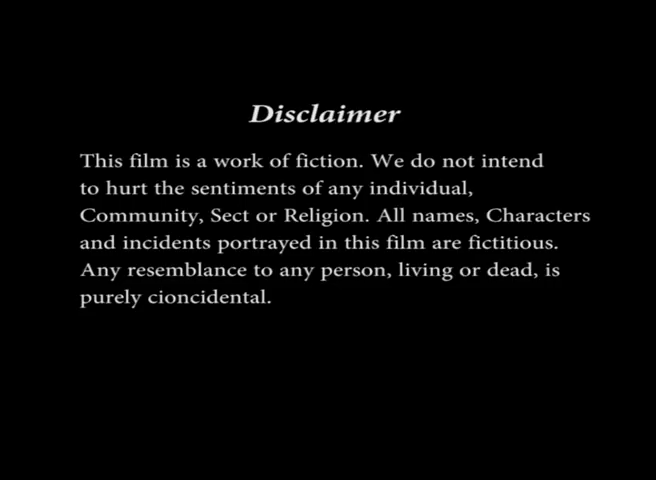 Disclaimer
This film is a work of fiction. We do not intend
to hurt the sentiments of any individual,
Community, Sect or Religion. All names, Characters
and incidents portrayed in this film are fictitious.
Any resemblance to any person, living or dead, is
purely cioncidental.